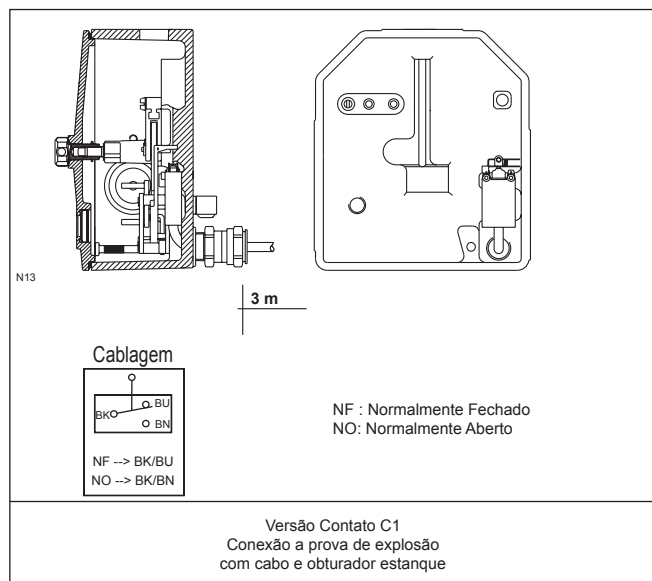 N13
3 m
Cablagem
BU
BK
BN
NF --> BK/BU
NO --> BK/BN
NF : Normalmente Fechado
NO: Normalmente Aberto
Versão Contato C1
Conexão a prova de explosão
com cabo e obturador estanque